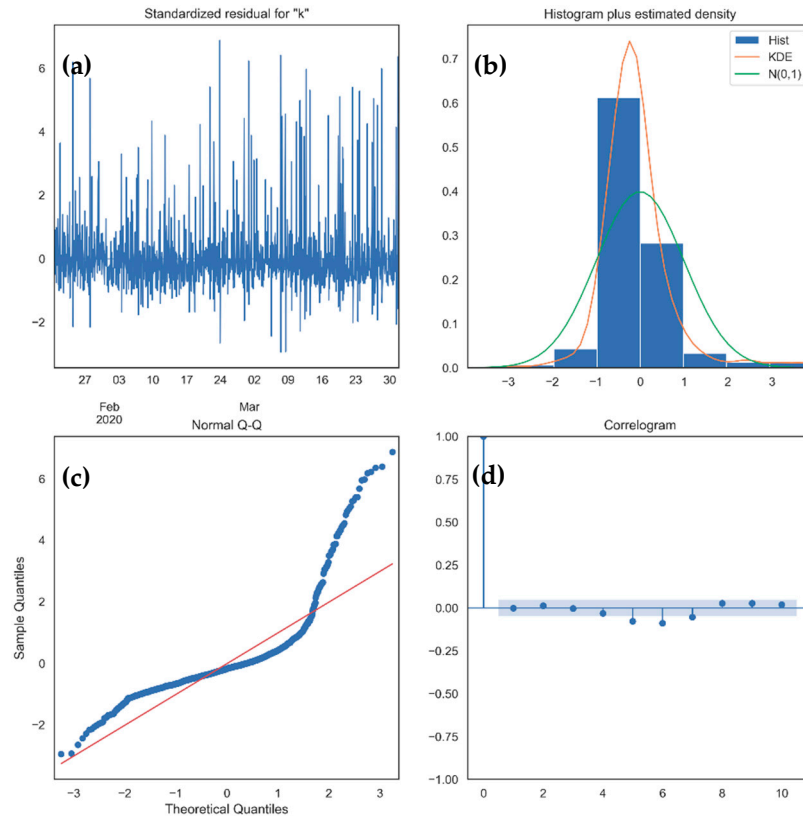 Standardized residual for "k"
(a)
6
4
2
0
−2
27 03 10 17 24 02 09 16 23 30
Feb Mar
2020
Histogram plus estimated density
(b)
Hist
KDE
N(0,1)
0.7
0.6
0.5
0.4
0.3
0.2
0.1
0.0
−3 −2 −1 0 1 2 3
Normal Q-Q
(c)
6
4
2
0
−2
Sample Quantiles
−3 −2 −1 0 1 2 3
Theoretical Quantiles
Correlogram
(d)
1.00
0.75
0.50
0.25
0.00
−0.25
−0.50
−0.75
−1.00
0 2 4 6 8 10